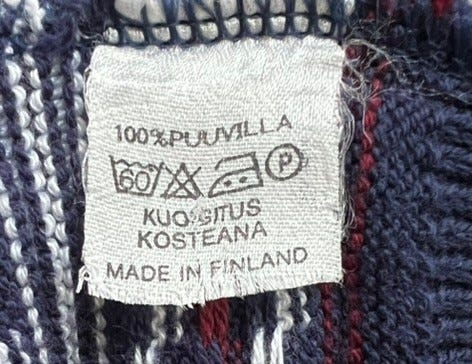 100% PUUVILLA
60 P
KUOSITUS
KOSTEANA
MADE IN FINLAND